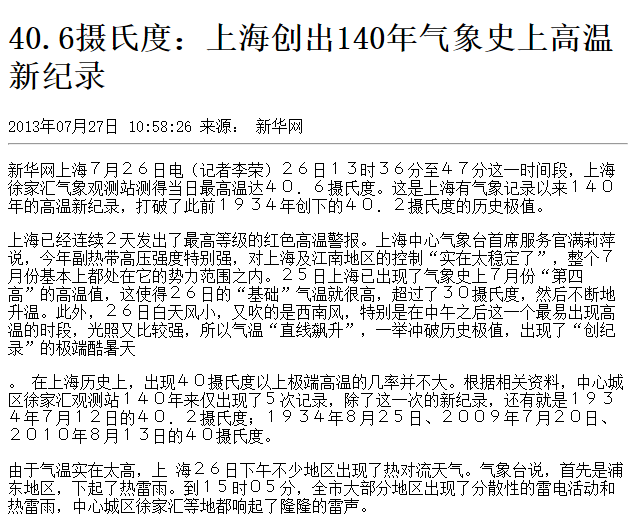 40.6摄氏度：上海创出140年气象史上高温
新纪录
2013年07月27日 10:58:26 来源： 新华网
新华网上海７月２６日电（记者李荣）２６日１３时３６分至４７分这一时间段，上海
徐家汇气象观测站测得当日最高温达４０．６摄氏度。这是上海有气象记录以来１４０
年的高温新纪录，打破了此前１９３４年创下的４０．２摄氏度的历史极值。
上海已经连续２天发出了最高等级的红色高温警报。上海中心气象台首席服务官满莉萍
说，今年副热带高压强度特别强，对上海及江南地区的控制“实在太稳定了”，整个７
月份基本上都处在它的势力范围之内。２５日上海已出现了气象史上７月份“第四
高”的高温值，这使得２６日的“基础”气温就很高，超过了３０摄氏度，然后不断地
升温。此外，２６日白天风小，又吹的是西南风，特别是在中午之后这一个最易出现高
温的时段，光照又比较强，所以气温“直线飙升”，一举冲破历史极值，出现了“创纪
录”的极端酷暑天
。 在上海历史上，出现４０摄氏度以上极端高温的几率并不大。根据相关资料，中心城
区徐家汇观测站１４０年来仅出现了５次记录，除了这一次的新纪录，还有就是１９３
４年７月１２日的４０．２摄氏度；１９３４年８月２５日、２００９年７月２０日、
２０１０年８月１３日的４０摄氏度。
由于气温实在太高，上 海２６日下午不少地区出现了热对流天气。气象台说，首先是浦
东地区，下起了热雷雨。到１５时０５分，全市大部分地区出现了分散性的雷电活动和
热雷雨，中心城区徐家汇等地都响起了隆隆的雷声。